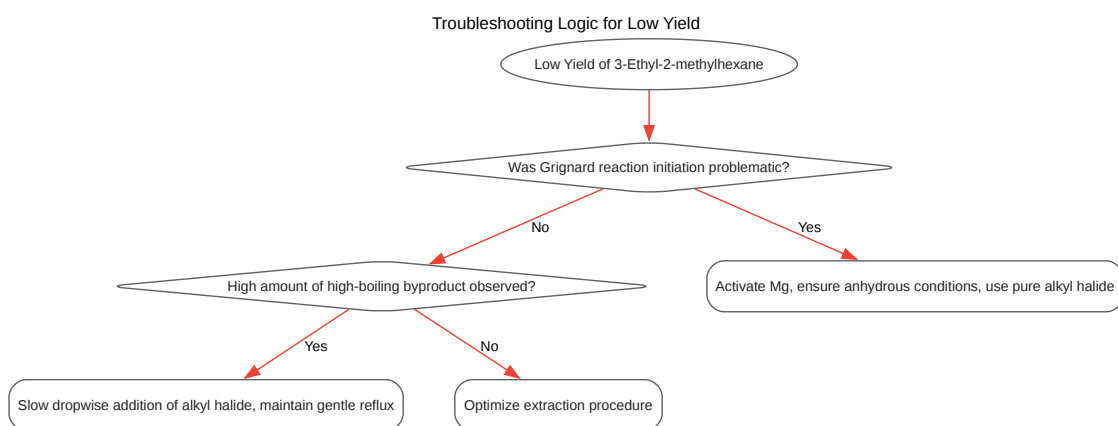 Troubleshooting Logic for Low Yield
Low Yield of 3-Ethyl-2-methylhexane
Was Grignard reaction initiation problematic?
No
Yes
High amount of high-boiling byproduct observed?
Activate Mg, ensure anhydrous conditions, use pure alkyl halide
Yes
No
Slow dropwise addition of alkyl halide, maintain gentle reflux
Optimize extraction procedure